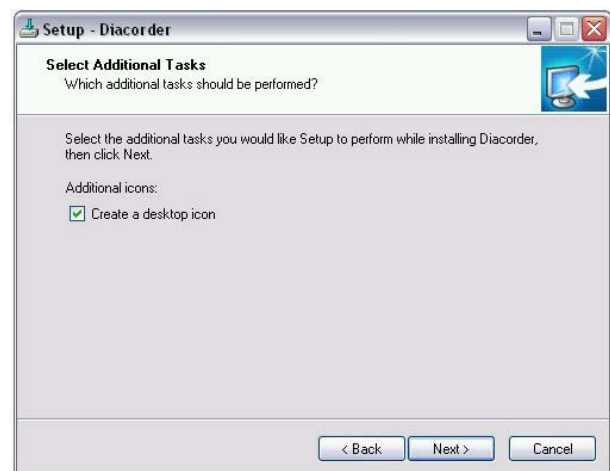 Setup - Diacorder
Select Additional Tasks
Which additional tasks should be performed?
Select the additional tasks you would like Setup to perform while installing Diacorder,
then click Next.
Additional icons:
Create a desktop icon
< Back
Next >
Cancel